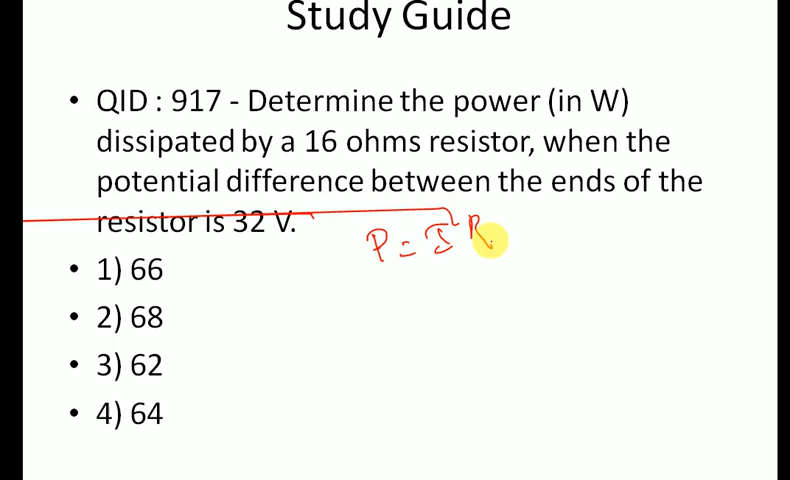 Study Guide
• QID : 917 - Determine the power (in W)
dissipated by a 16 ohms resistor, when the
potential difference between the ends of the
resistor is 32 V.
P = I² R
• 1) 66
• 2) 68
• 3) 62
• 4) 64